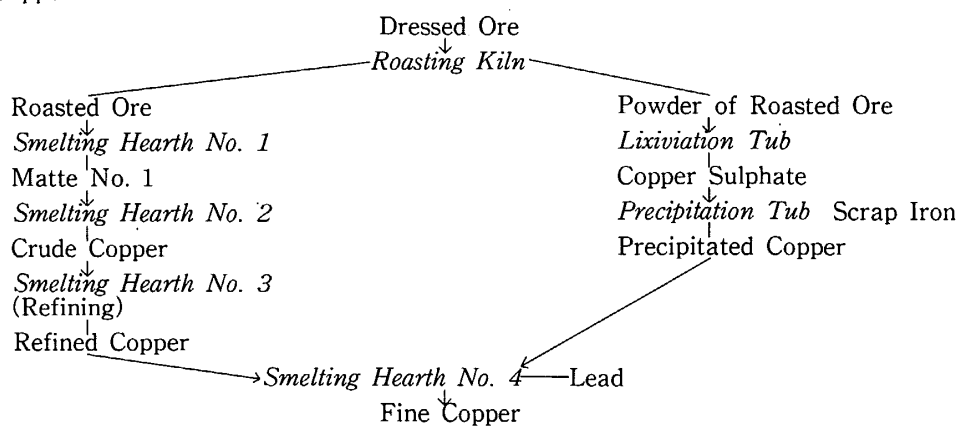 Dressed Ore
Roasting Kiln
Roasted Ore
Smelting Hearth No. 1
Matte No. 1
Smelting Hearth No. 2
Crude Copper
Smelting Hearth No. 3
(Refining)
Refined Copper
Powder of Roasted Ore
Lixiviation Tub
Copper Sulphate
Precipitation Tub Scrap Iron
Precipitated Copper
Smelting Hearth No. 4 Lead
Fine Copper